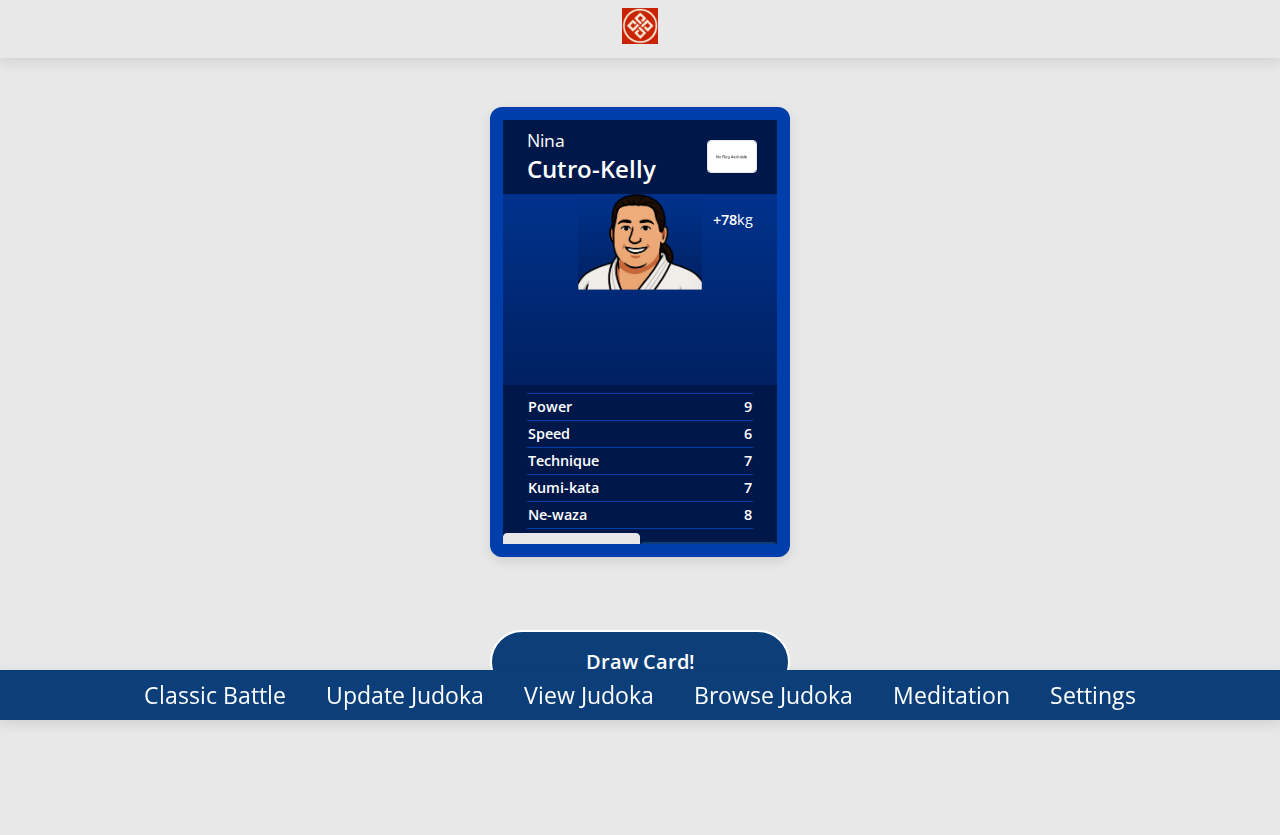 Nina
Cutro-Kelly
No Flag Available
+78kg
Power 9
Speed 6
Technique 7
Kumi-kata 7
Ne-waza 8
Draw Card!
Classic Battle Update Judoka View Judoka Browse Judoka Meditation Settings